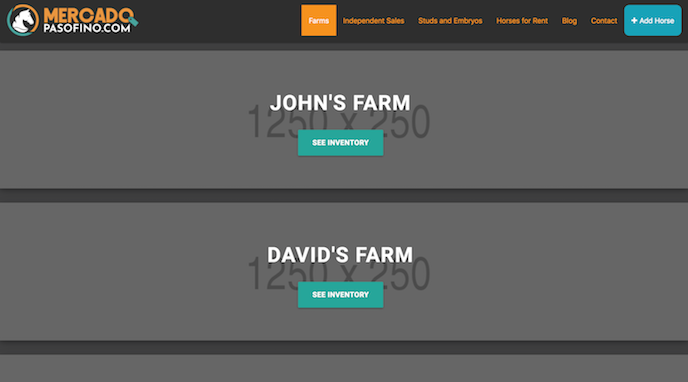 MERCADO
PASOFINO.COM
Farms
Independent Sales
Studs and Embryos
Horses for Rent
Blog
Contact
+ Add Horse
JOHN'S FARM
1250 x 250
SEE INVENTORY
DAVID'S FARM
1250 x 250
SEE INVENTORY